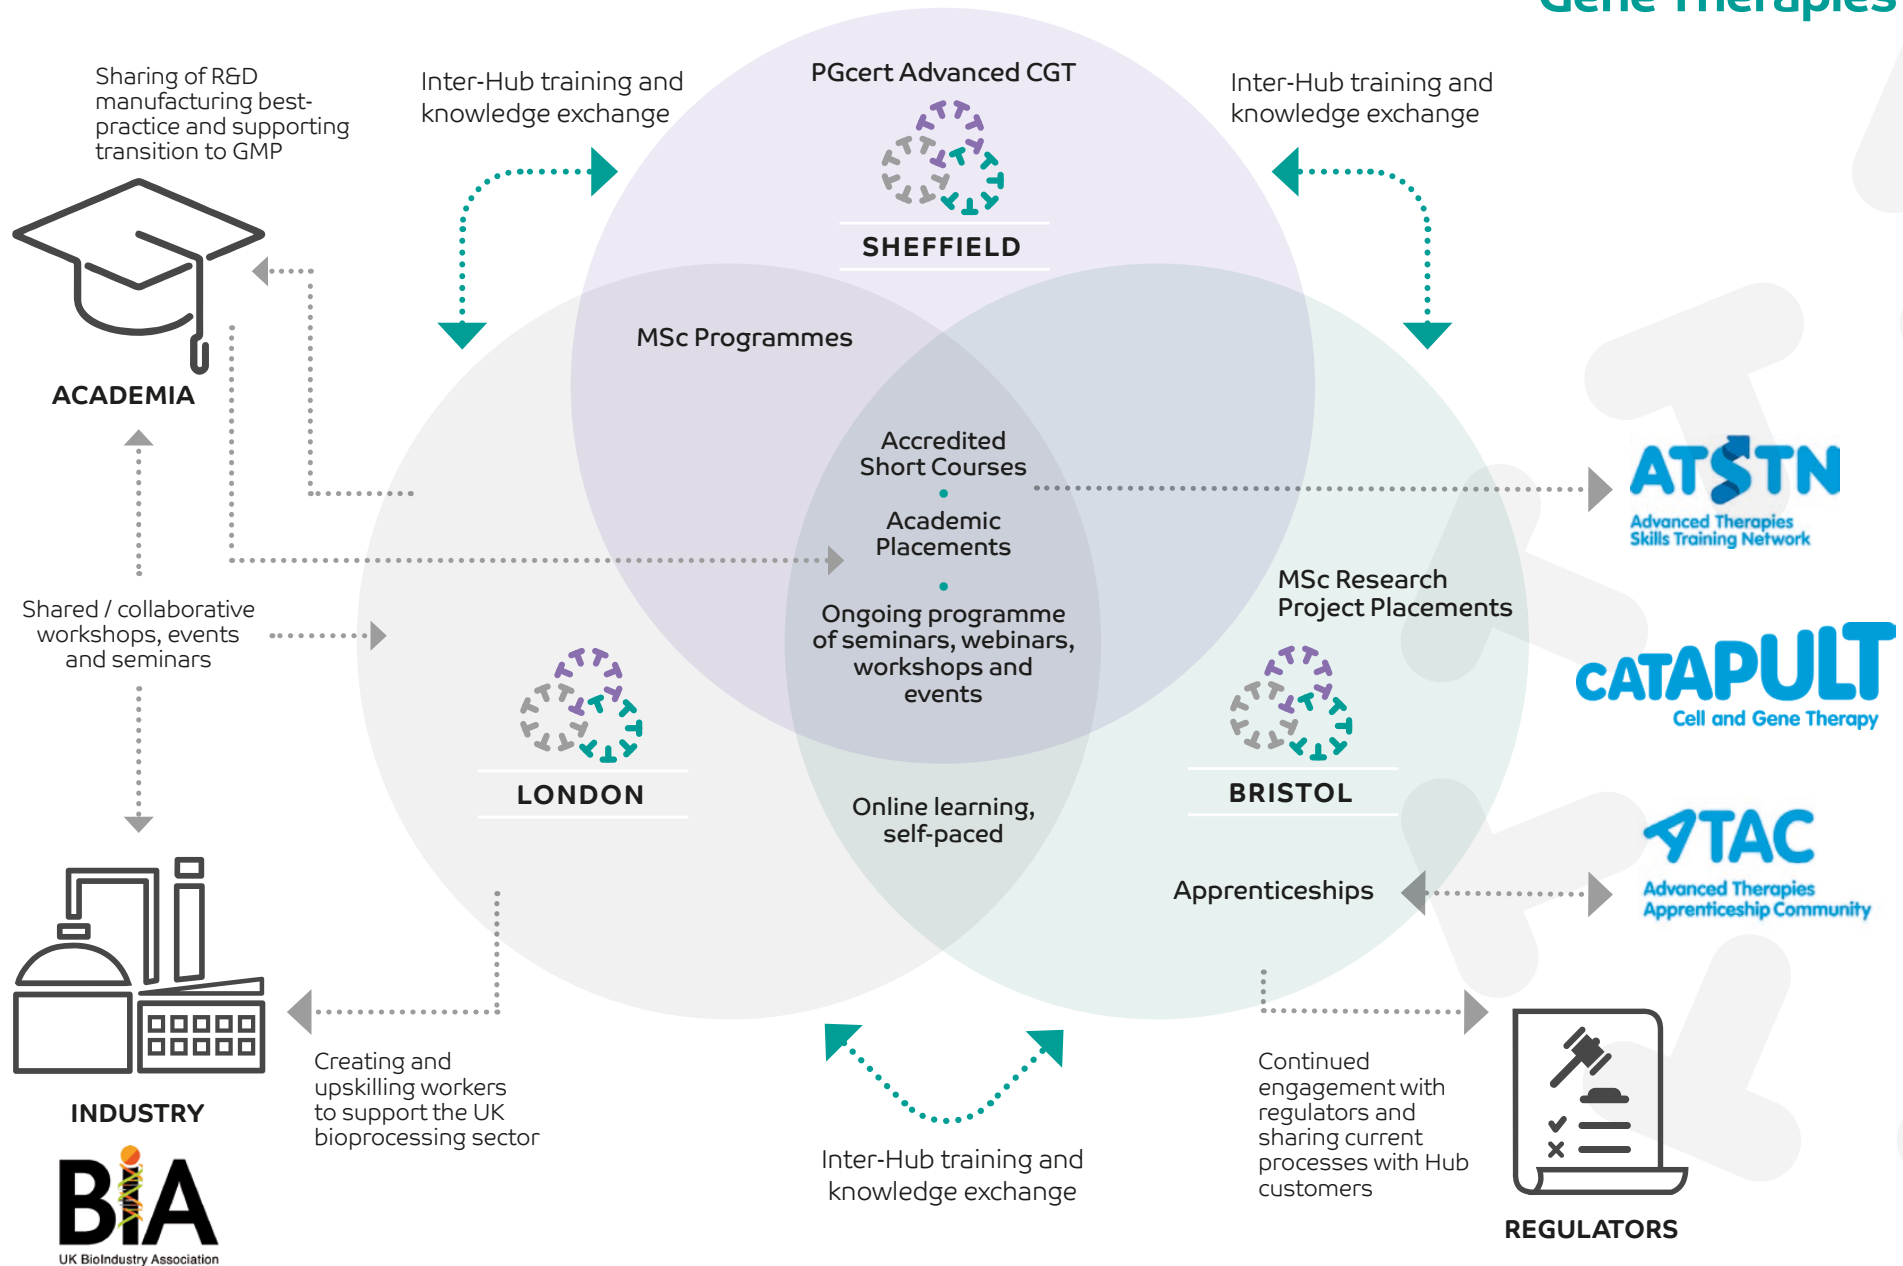 Gene Therapies
Sharing of R&D
manufacturing best-
practice and supporting
transition to GMP
ACADEMIA
Inter-Hub training and
knowledge exchange
PGcert Advanced CGT
SHEFFIELD
Inter-Hub training and
knowledge exchange
MSc Programmes
Accredited
Short Courses
Academic
Placements
Ongoing programme
of seminars, webinars,
workshops and
events
ATSTN
Advanced Therapies
Skills Training Network
MSc Research
Project Placements
Shared / collaborative
workshops, events
and seminars
CATAPULT
Cell and Gene Therapy
LONDON
BRISTOL
Online learning,
self-paced
Apprenticeships
ATAC
Advanced Therapies
Apprenticeship Community
INDUSTRY
BIA
UK BioIndustry Association
Creating and
upskilling workers
to support the UK
bioprocessing sector
Inter-Hub training and
knowledge exchange
Continued
engagement with
regulators and
sharing current
processes with Hub
customers
REGULATORS